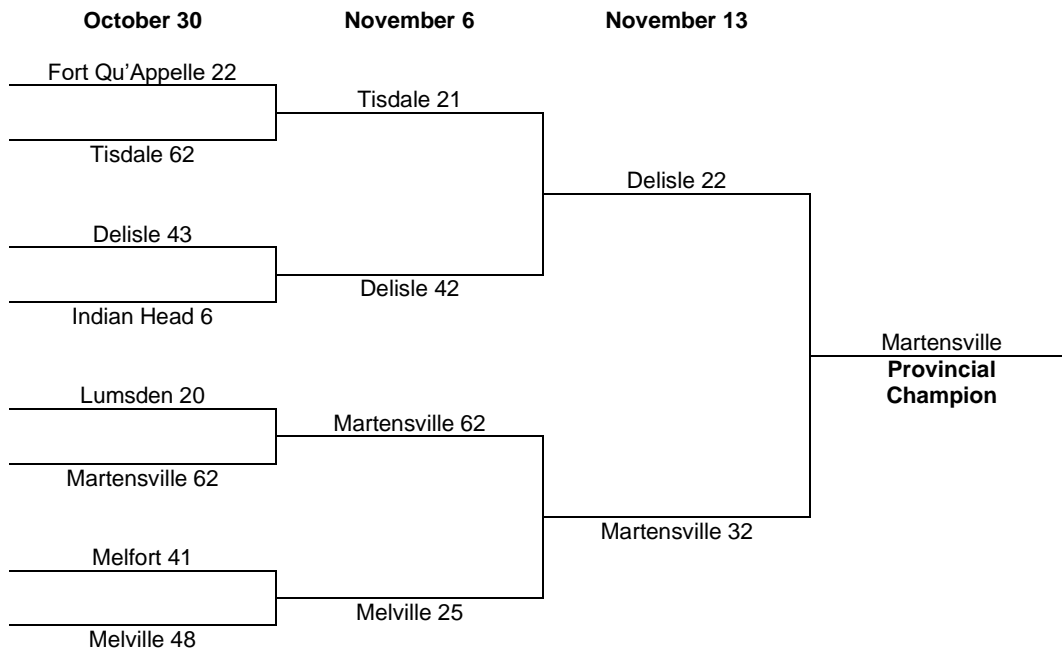 October 30
November 6
November 13
Fort Qu’Appelle 22
Tisdale 62
Delisle 43
Indian Head 6
Lumsden 20
Martensville 62
Melfort 41
Melville 48
Tisdale 21
Delisle 42
Martensville 62
Melville 25
Delisle 22
Martensville 32
Martensville
Provincial
Champion